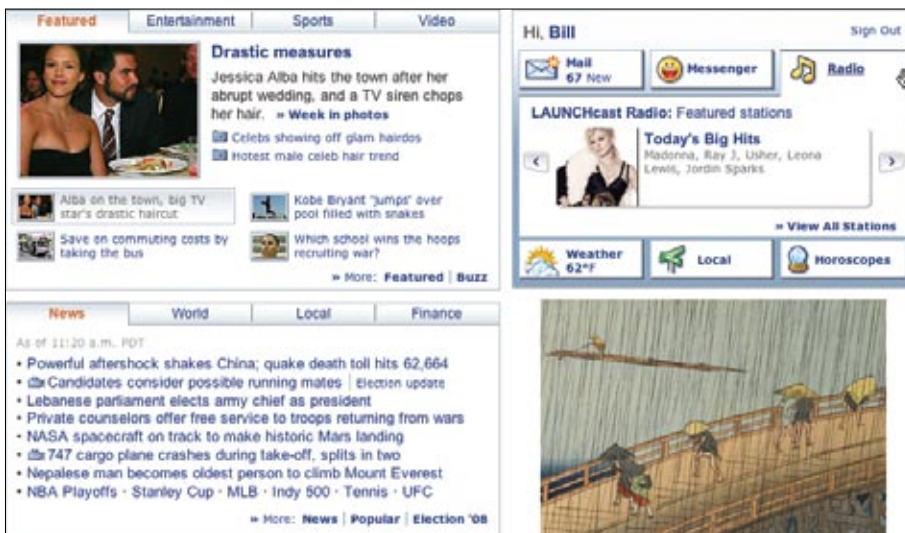 Featured Entertainment Sports Video
Drastic measures
Jessica Alba hits the town after her
abrupt wedding, and a TV siren chops
her hair. » Week in photos
Celebs showing off glam hairdos
Hottest male celeb hair trend
Alba on the town, big TV
star's drastic haircut
Kobe Bryant "jumps" over
pool filled with snakes
Save on commuting costs by
taking the bus
Which school wins the hoops
recruiting war?
» More: Featured | Buzz
Hi, Bill
Sign Out
Mail
67 New
Messenger
Radio
LAUNCHcast Radio: Featured stations
Today's Big Hits
Madonna, Ray J, Usher, Leona
Lewis, Jordin Sparks
» View All Stations
Weather
62°F
Local
Horoscopes
News World Local Finance
As of 11:20 a.m. PDT
• Powerful aftershock shakes China; quake death toll hits 62,664
• Candidates consider possible running mates | Election update
• Lebanese parliament elects army chief as president
• Private counselors offer free service to troops returning from wars
• NASA spacecraft on track to make historic Mars landing
• 747 cargo plane crashes during take-off, splits in two
• Nepalese man becomes oldest person to climb Mount Everest
• NBA Playoffs · Stanley Cup · MLB · Indy 500 · Tennis · UFC
» More: News | Popular | Election '08